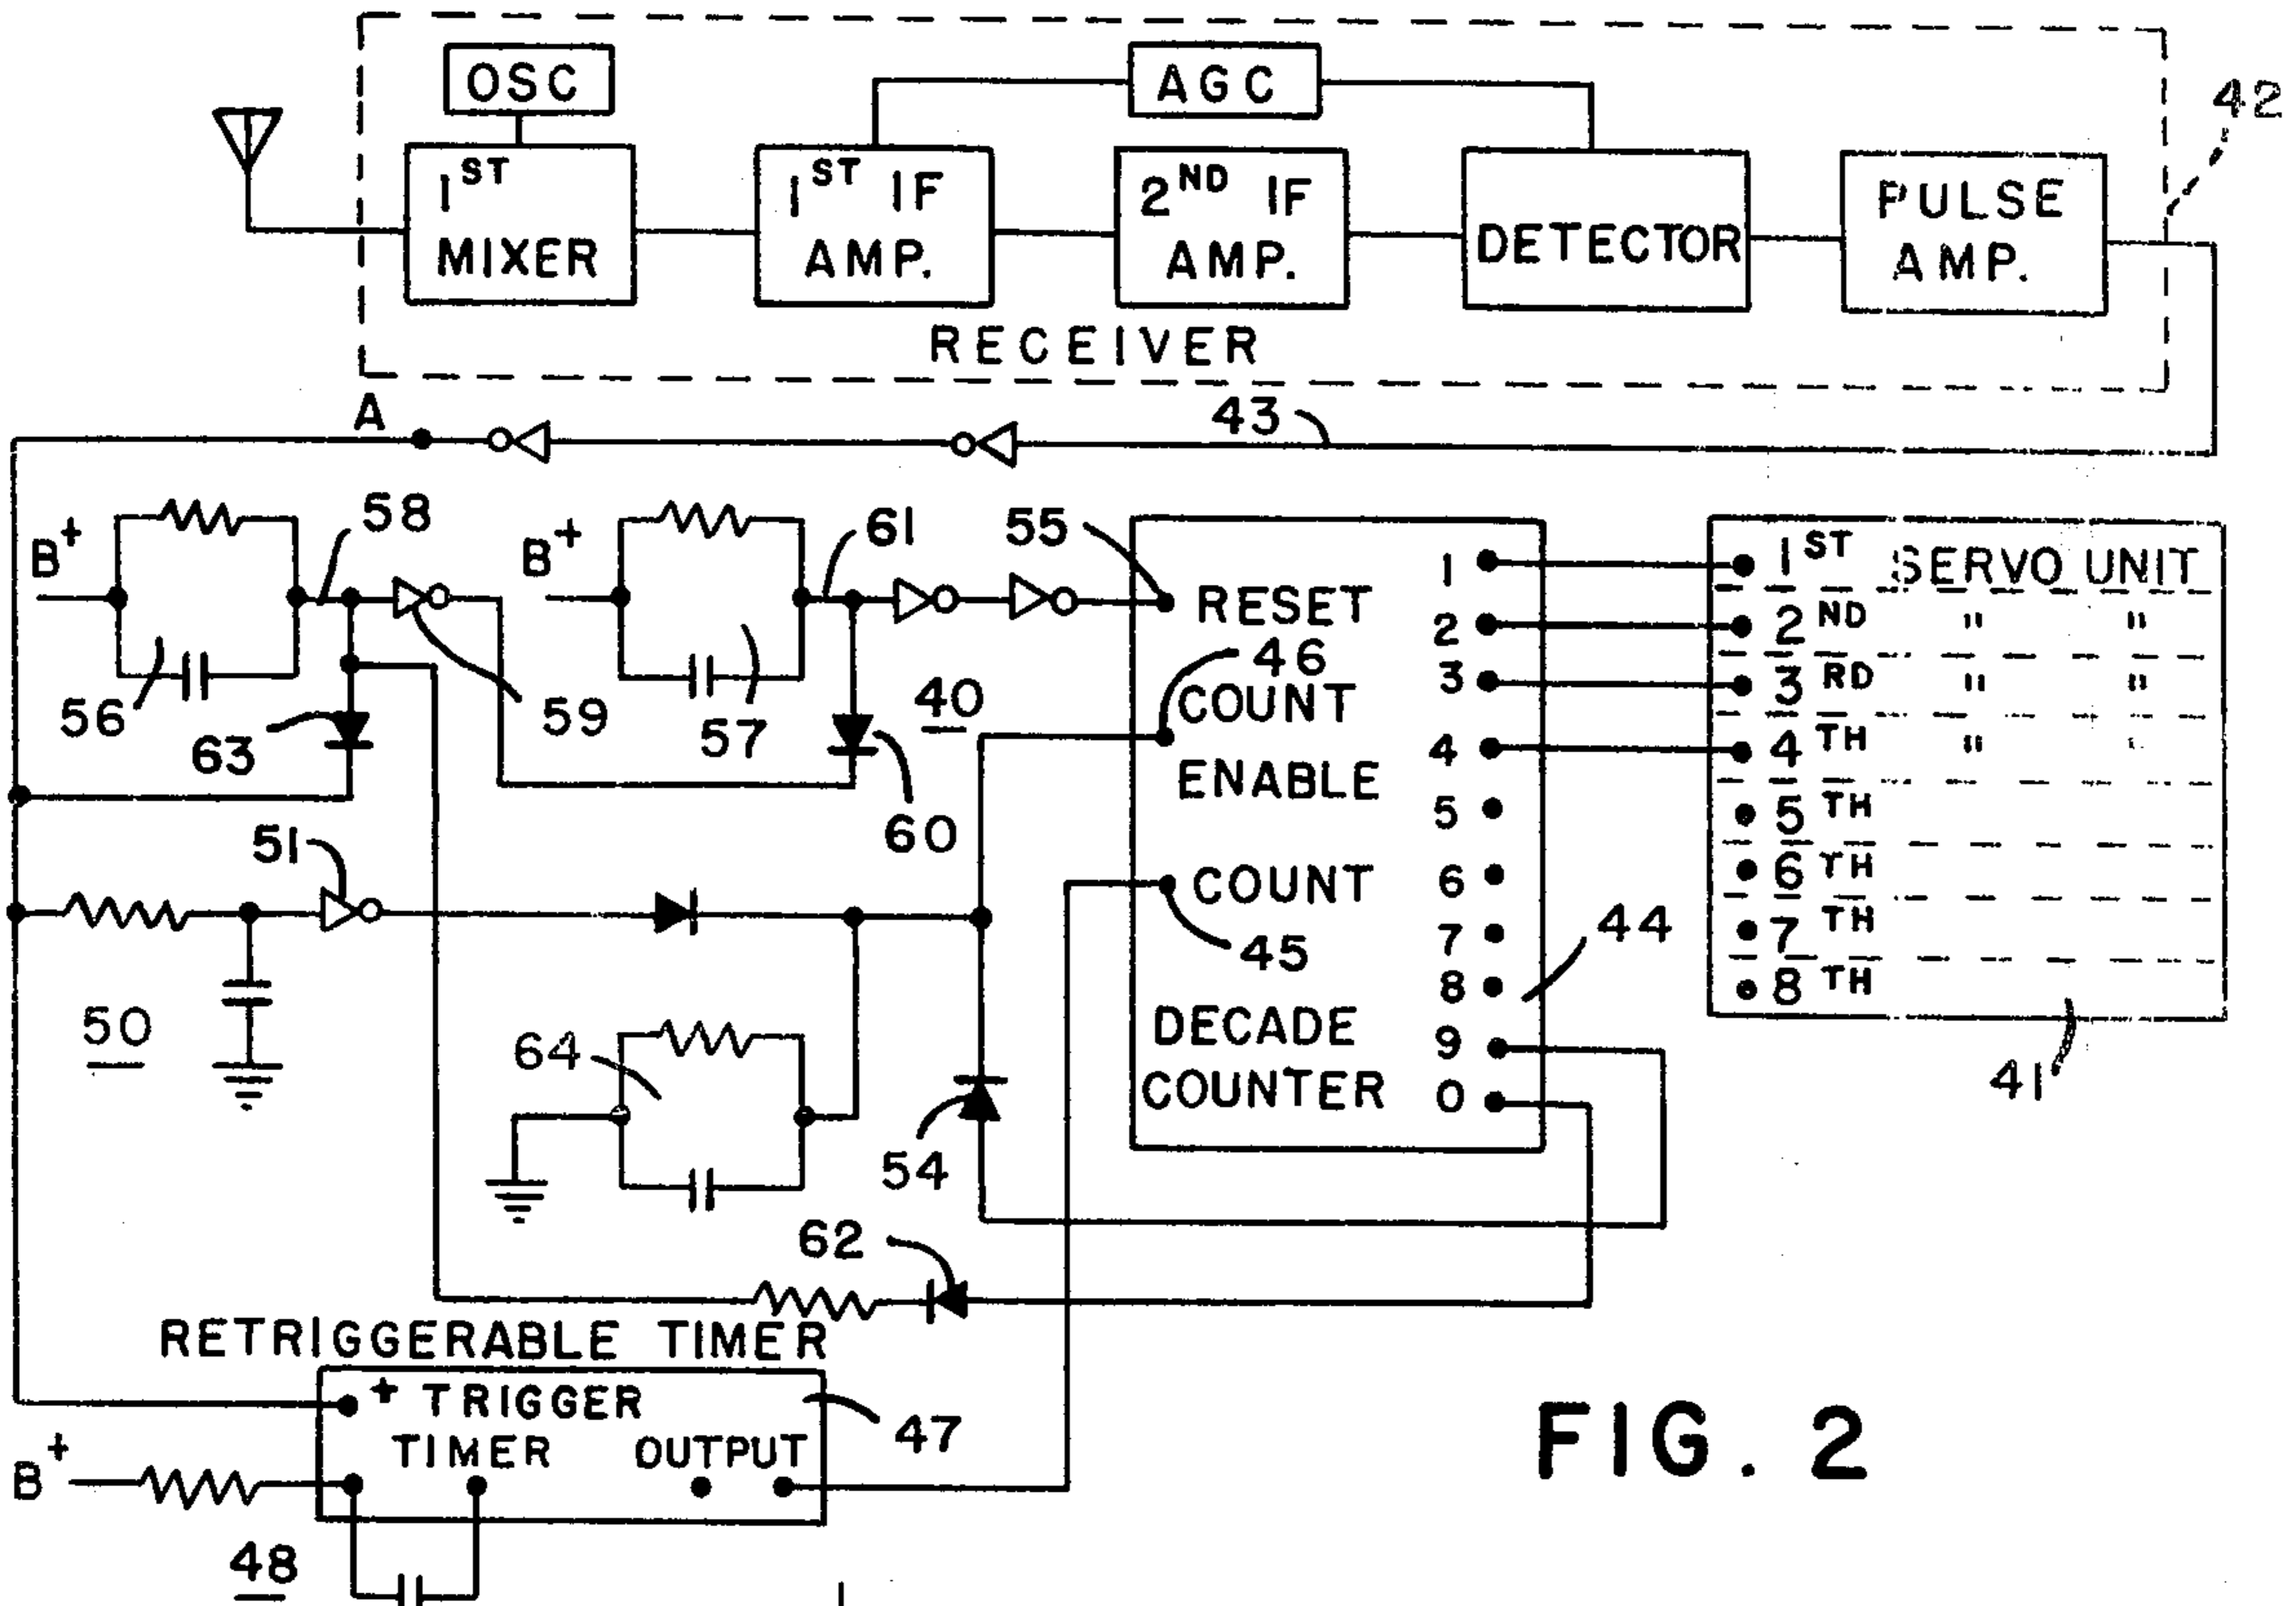 OSC
AGC
42
1ST MIXER
1ST IF AMP.
2ND IF AMP.
DETECTOR
PULSE AMP.
RECEIVER
A
43
B+
58
B+
61
55
56
63
59
57
40
60
RESET
46
COUNT
ENABLE
COUNT
45
DECADE
COUNTER
1
2
3
4
5
6
7
8
9
0
44
1ST SERVO UNIT
2ND " "
3RD " "
4TH " "
5TH
6TH
7TH
8TH
41
51
50
64
54
62
RETRIGGERABLE TIMER
+ TRIGGER
TIMER OUTPUT
47
B+
48
FIG. 2